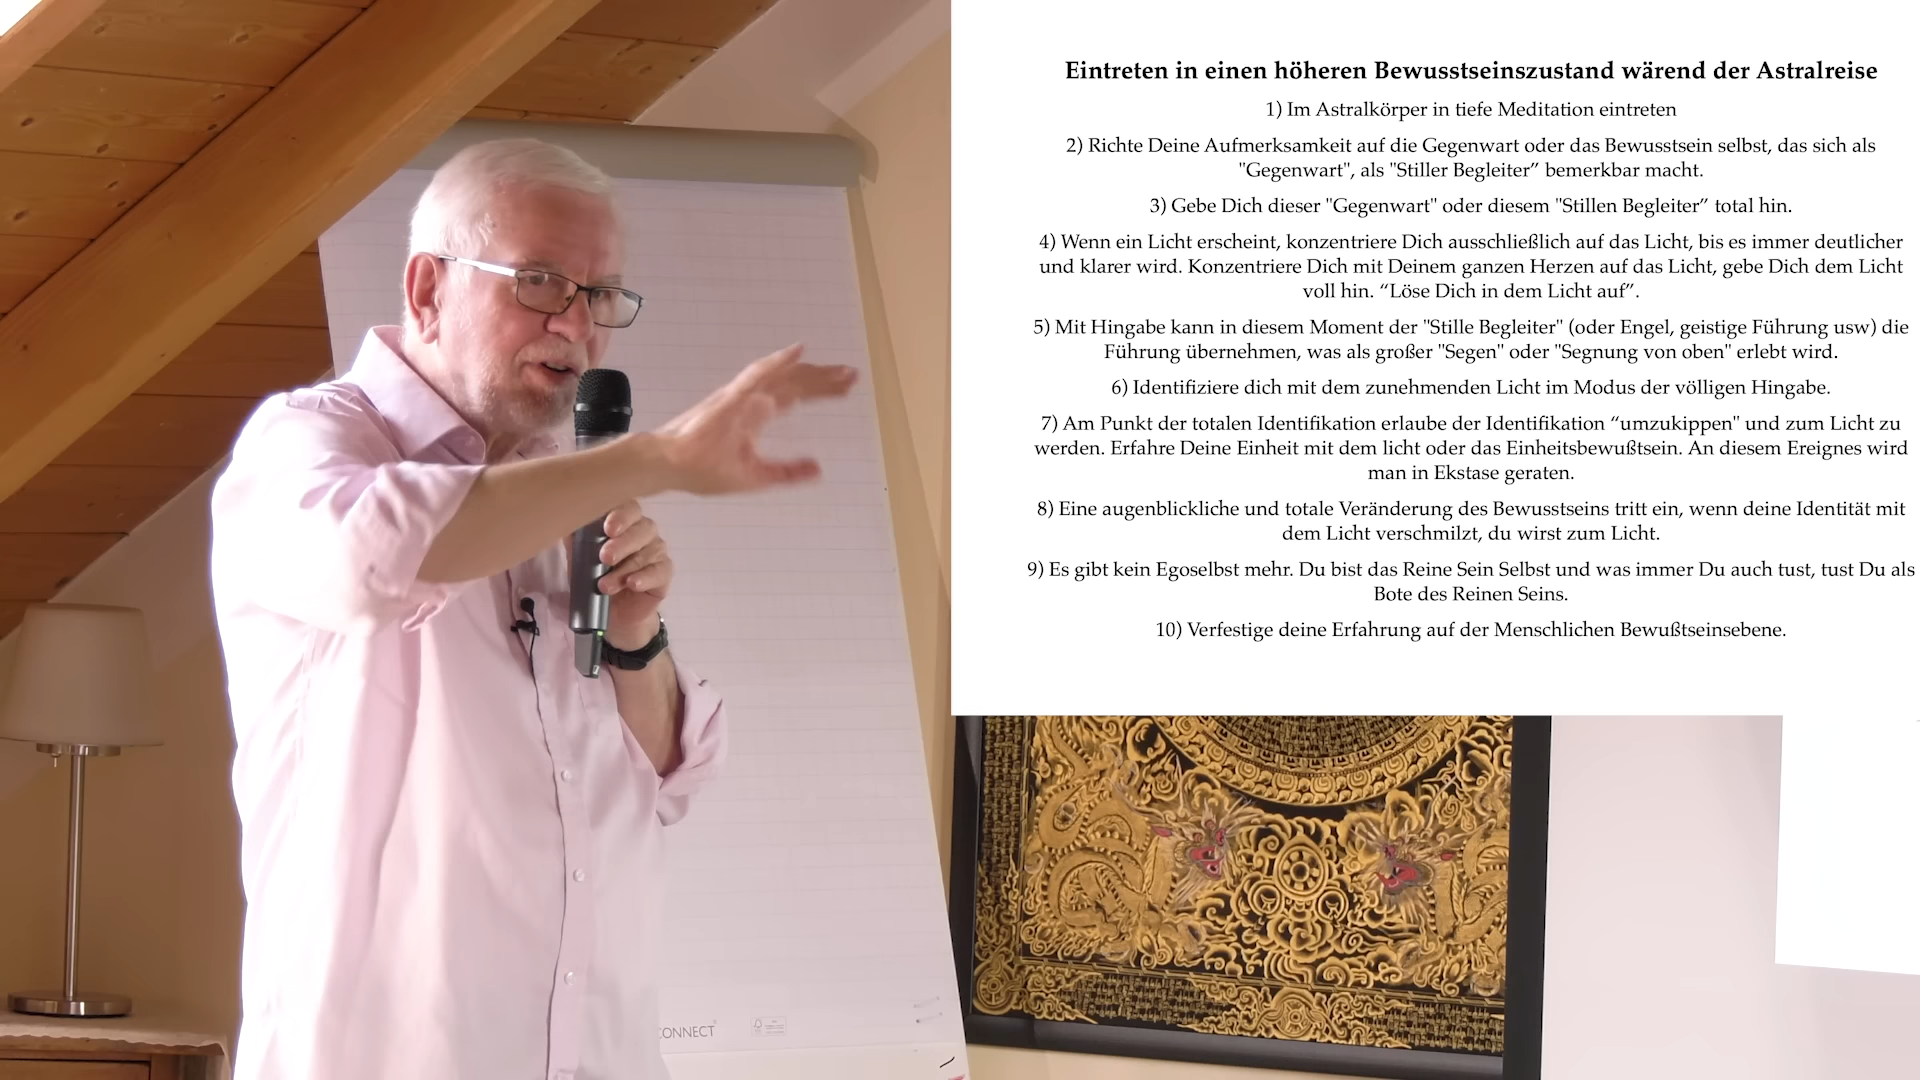 Eintreten in einen höheren Bewusstseinszustand wärend der Astralreise
1) Im Astralkörper in tiefe Meditation eintreten
2) Richte Deine Aufmerksamkeit auf die Gegenwart oder das Bewusstsein selbst, das sich als
"Gegenwart", als "Stiller Begleiter” bemerkbar macht.
3) Gebe Dich dieser "Gegenwart" oder diesem "Stillen Begleiter” total hin.
4) Wenn ein Licht erscheint, konzentriere Dich ausschließlich auf das Licht, bis es immer deutlicher
und klarer wird. Konzentriere Dich mit Deinem ganzen Herzen auf das Licht, gebe Dich dem Licht
voll hin. “Löse Dich in dem Licht auf”.
5) Mit Hingabe kann in diesem Moment der "Stille Begleiter" (oder Engel, geistige Führung usw) die
Führung übernehmen, was als großer "Segen" oder "Segnung von oben" erlebt wird.
6) Identifiziere dich mit dem zunehmenden Licht im Modus der völligen Hingabe.
7) Am Punkt der totalen Identifikation erlaube der Identifikation “umzukippen" und zum Licht zu
werden. Erfahre Deine Einheit mit dem licht oder das Einheitsbewußtsein. An diesem Ereignes wird
man in Ekstase geraten.
8) Eine augenblickliche und totale Veränderung des Bewusstseins tritt ein, wenn deine Identität mit
dem Licht verschmilzt, du wirst zum Licht.
9) Es gibt kein Egoselbst mehr. Du bist das Reine Sein Selbst und was immer Du auch tust, tust Du als
Bote des Reinen Seins.
10) Verfestige deine Erfahrung auf der Menschlichen Bewußtseinsebene.
CONNECT